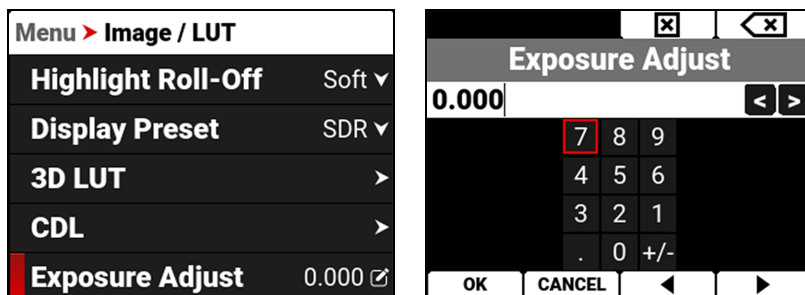 Menu > Image / LUT
Highlight Roll-Off Soft
Display Preset SDR
3D LUT >
CDL >
Exposure Adjust 0.000
Exposure Adjust
0.000 < >
7 8 9
4 5 6
3 2 1
. 0 +/-
OK CANCEL